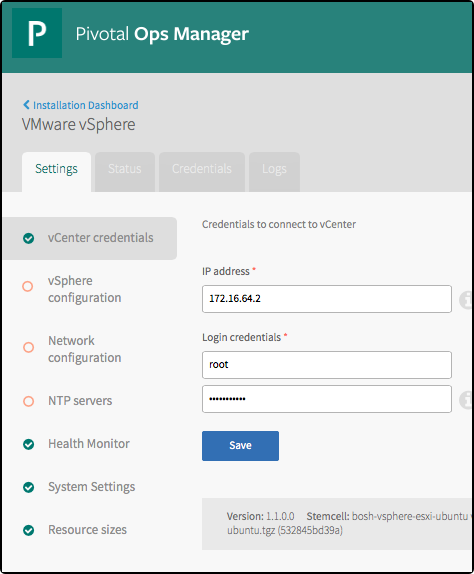 P Pivotal Ops Manager
Installation Dashboard
VMware vSphere
Settings Status Credentials Logs
vCenter credentials
vSphere
configuration
Network
configuration
NTP servers
Health Monitor
System Settings
Resource sizes
Credentials to connect to vCenter
IP address *
172.16.64.2
Login credentials *
root
•••••••••••
Save
Version: 1.1.0.0 Stemcell: bosh-vsphere-esxi-ubuntu
ubuntu.tgz (532845bd39a)